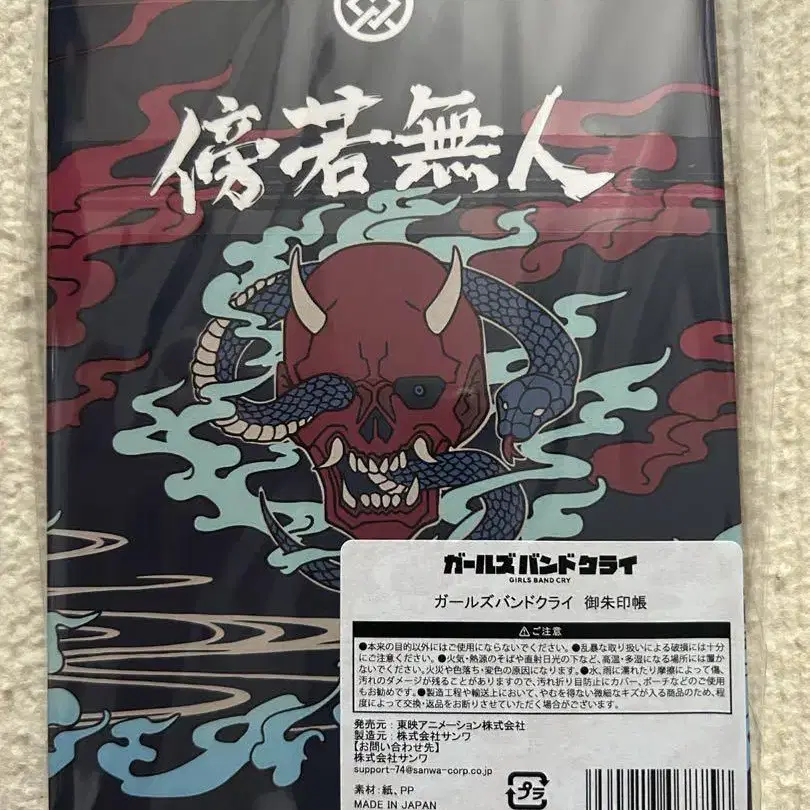 傍若無人
ガールズバンドクライ
GIRLS BAND CRY
ガールズバンドクライ 御朱印帳
⚠ご注意
●本来の目的以外にはご使用にならないでください。●乱暴な取り扱いによる破損には十分
にご注意ください。●火気・熱源のそばや直射日光の下など、高温・多湿になる場所には置か
ないでください。火災や色落ち・変色の原因になります。●水、雨に濡れたり摩擦によって傷、
汚れのダメージが残ることがありますので、汚れ折り目防止にカバー、ポーチなどのご使用
もお勧めです。●製造工程や輸送上において、やむを得ない微細なキズが入る商品のため、程
度によって交換・返品をお断りさせていただく場合がございます。
発売元：東映アニメーション株式会社
製造元：株式会社サンワ
【お問い合わせ先】
株式会社サンワ
support-74@sanwa-corp.co.jp
素材：紙、PP
MADE IN JAPAN
プラ